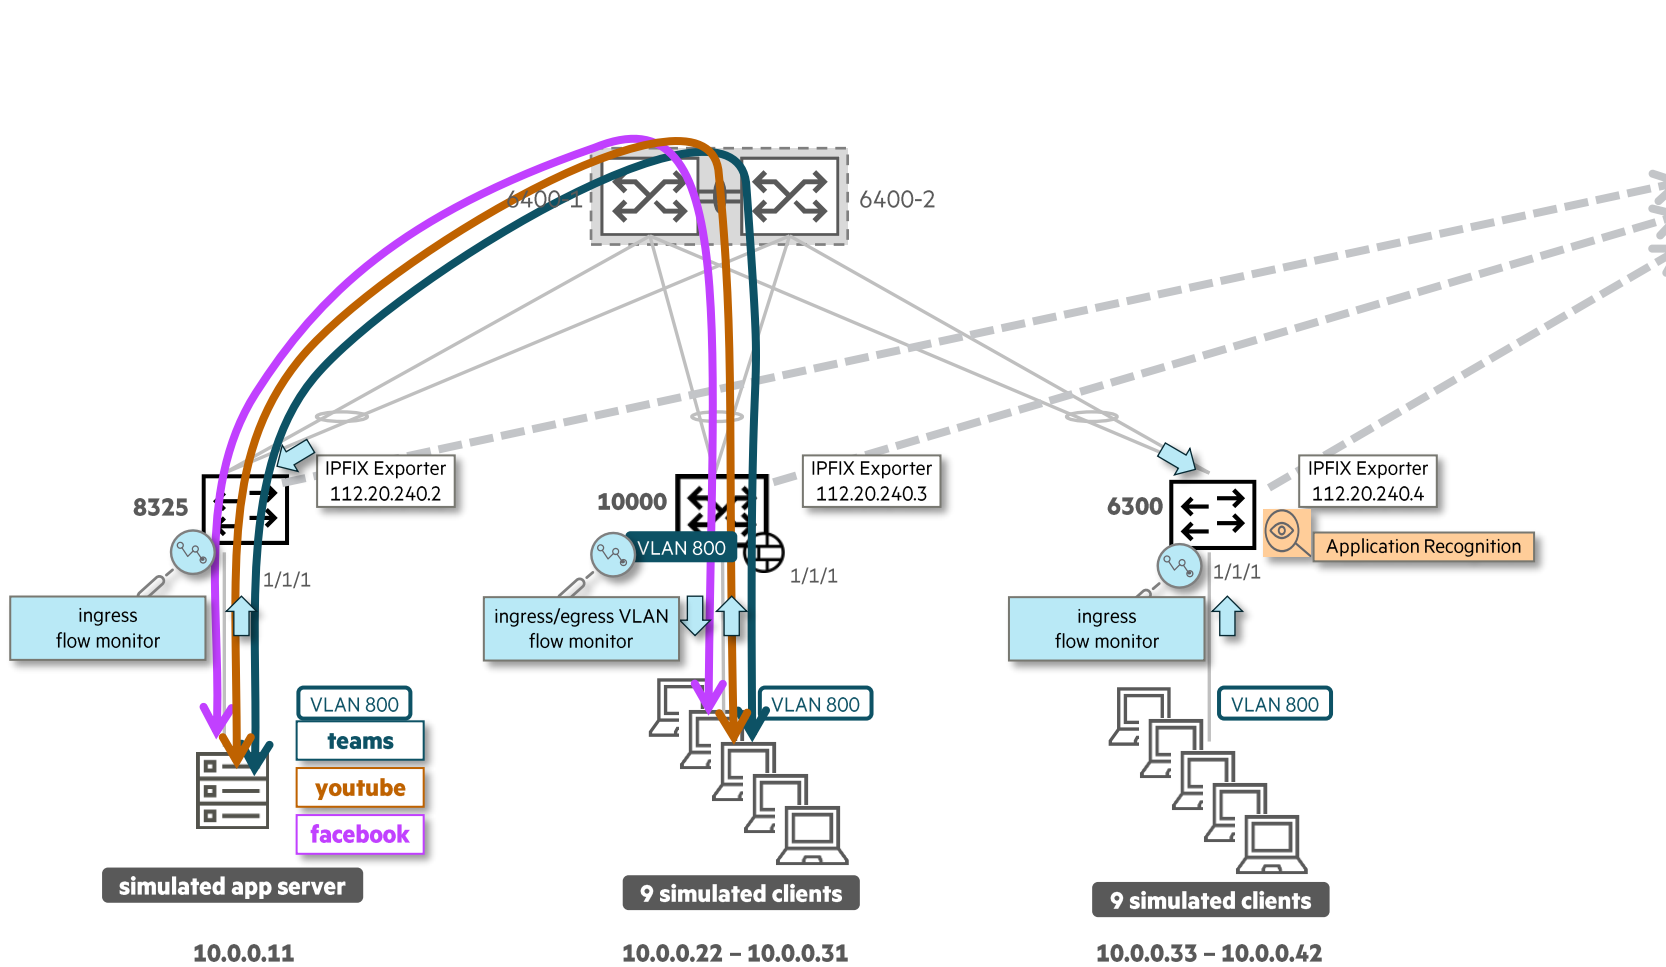 6400-1
6400-2
8325
IPFIX Exporter
112.20.240.2
1/1/1
ingress
flow monitor
VLAN 800
teams
youtube
facebook
simulated app server
10.0.0.11
10000
IPFIX Exporter
112.20.240.3
VLAN 800
1/1/1
ingress/egress VLAN
flow monitor
VLAN 800
9 simulated clients
10.0.0.22 – 10.0.0.31
6300
IPFIX Exporter
112.20.240.4
Application Recognition
1/1/1
ingress
flow monitor
VLAN 800
9 simulated clients
10.0.0.33 – 10.0.0.42